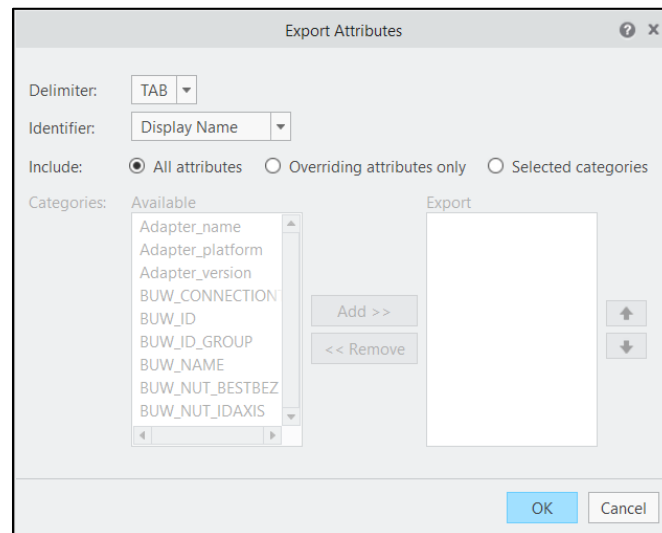 Export Attributes
Delimiter: TAB
Identifier: Display Name
Include: All attributes Overriding attributes only Selected categories
Categories: Available Export
Adapter_name
Adapter_platform
Adapter_version
BUW_CONNECTION
BUW_ID
BUW_ID_GROUP
BUW_NAME
BUW_NUT_BESTBEZ
BUW_NUT_IDAXIS
Add >>
<< Remove
OK Cancel